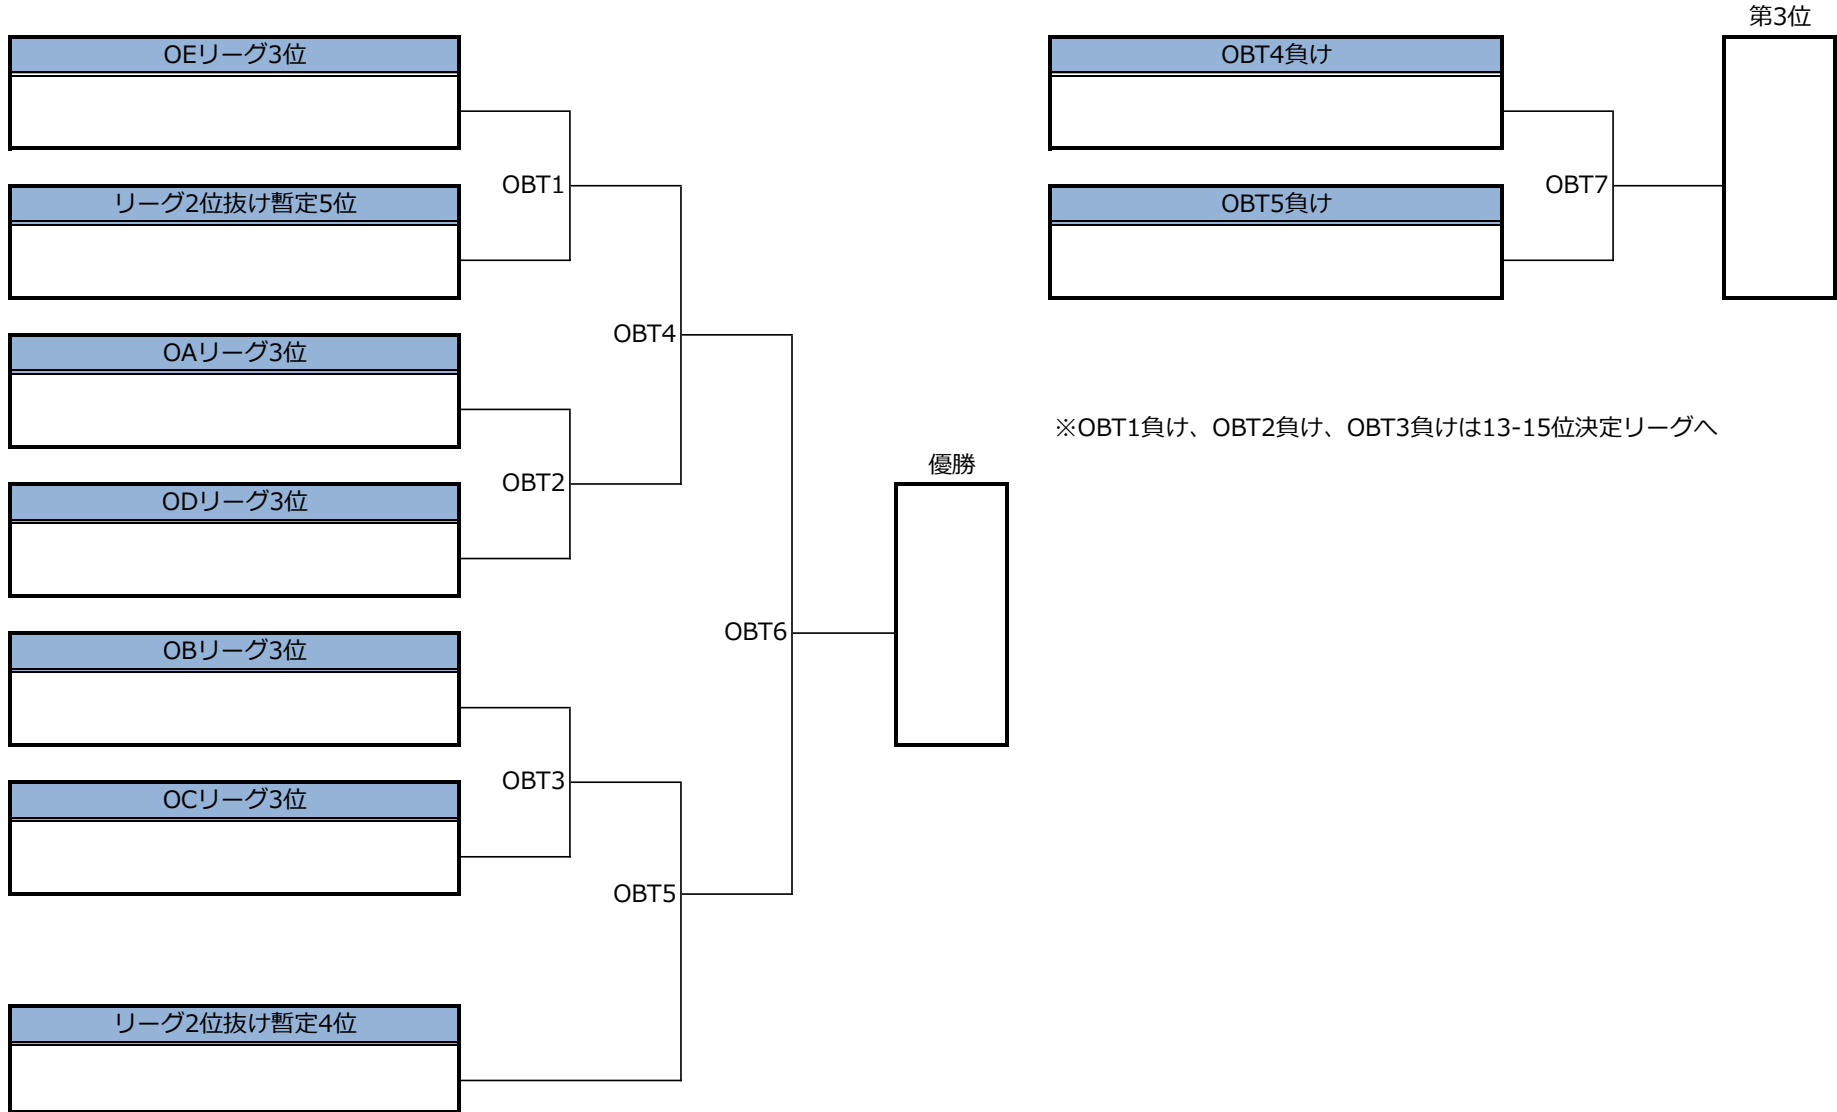 第3位
OEリーグ3位
OBT4負け
OBT1
OBT7
リーグ2位抜け暫定5位
OBT5負け
OBT4
OAリーグ3位
※OBT1負け、OBT2負け、OBT3負けは13-15位決定リーグへ
優勝
OBT2
ODリーグ3位
OBT6
OBリーグ3位
OBT3
OCリーグ3位
OBT5
リーグ2位抜け暫定4位